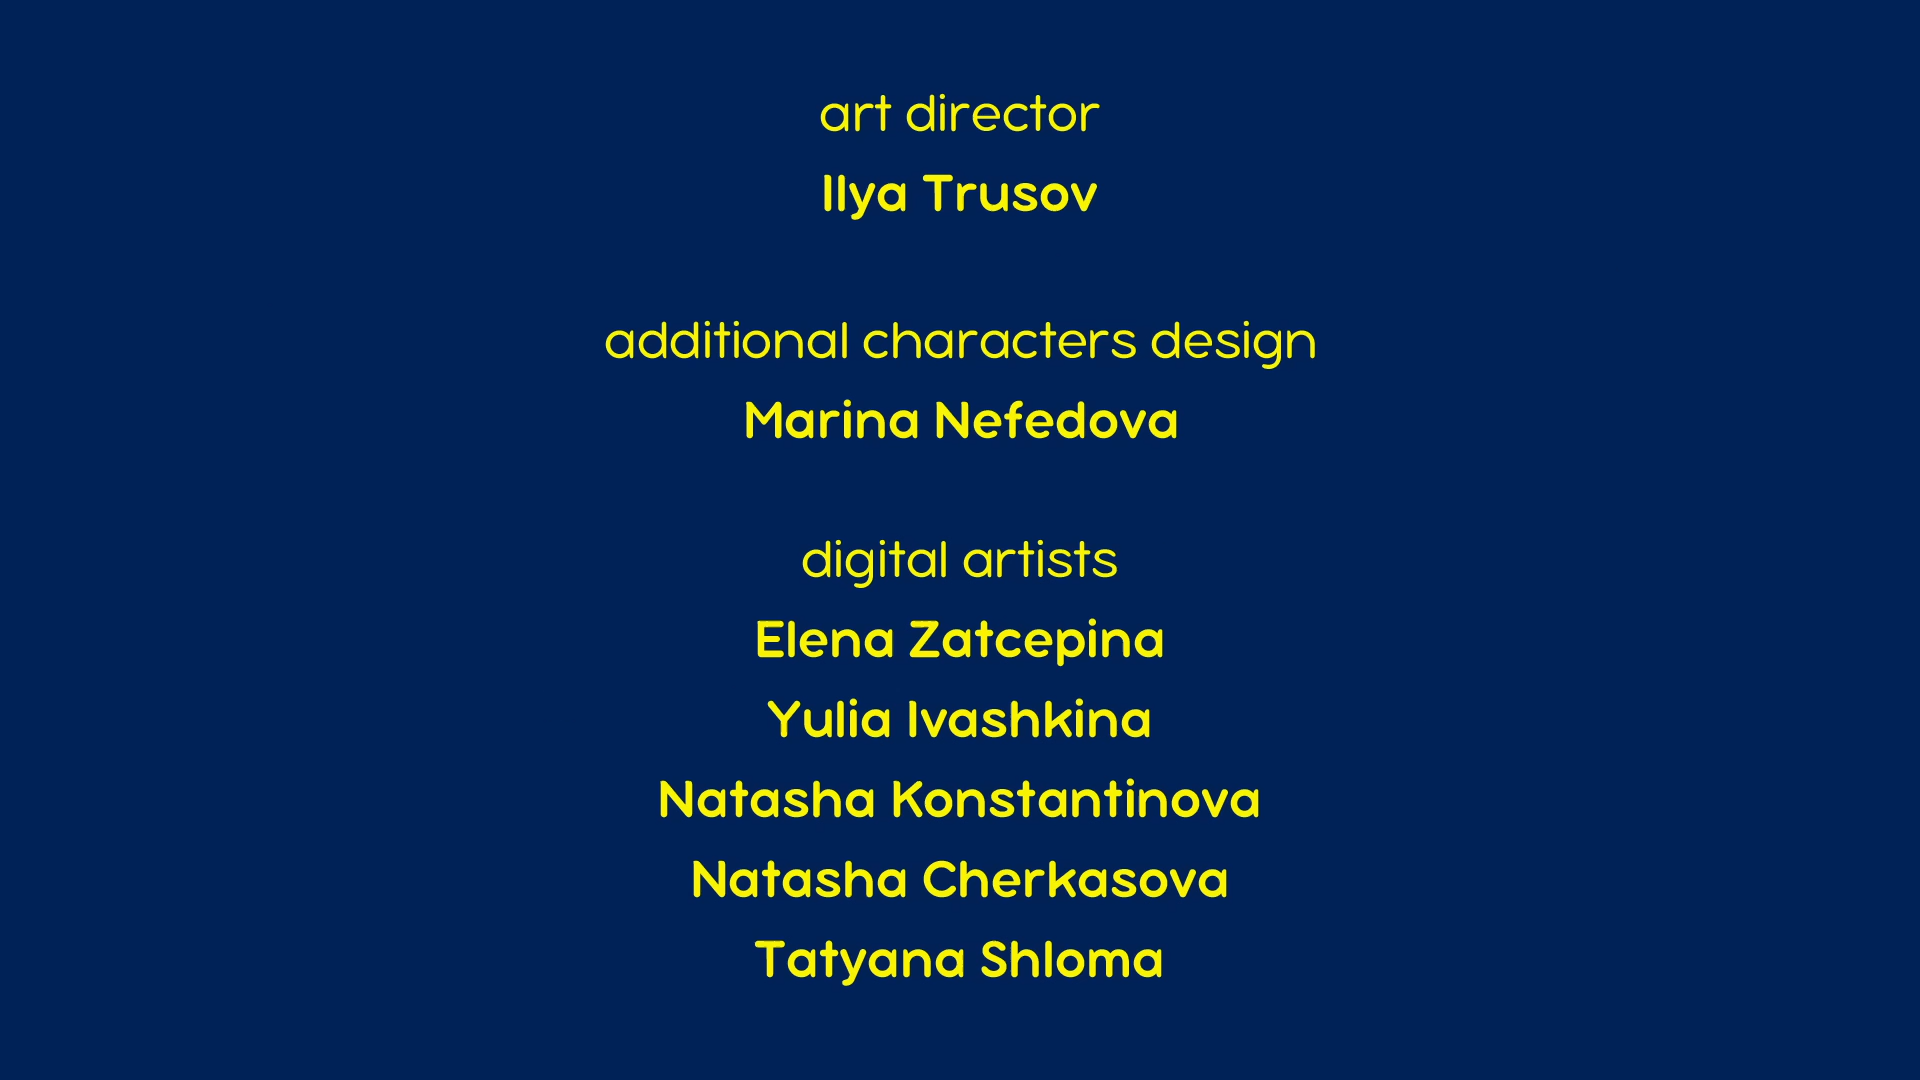 art director
Ilya Trusov
additional characters design
Marina Nefedova
digital artists
Elena Zatcepina
Yulia Ivashkina
Natasha Konstantinova
Natasha Cherkasova
Tatyana Shloma